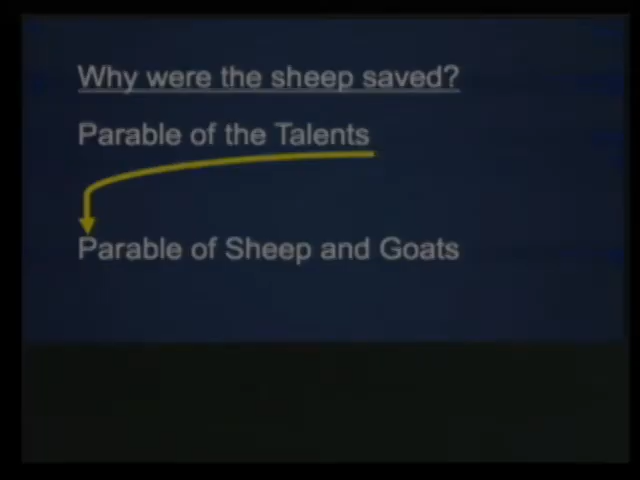 Why were the sheep saved?
Parable of the Talents
Parable of Sheep and Goats